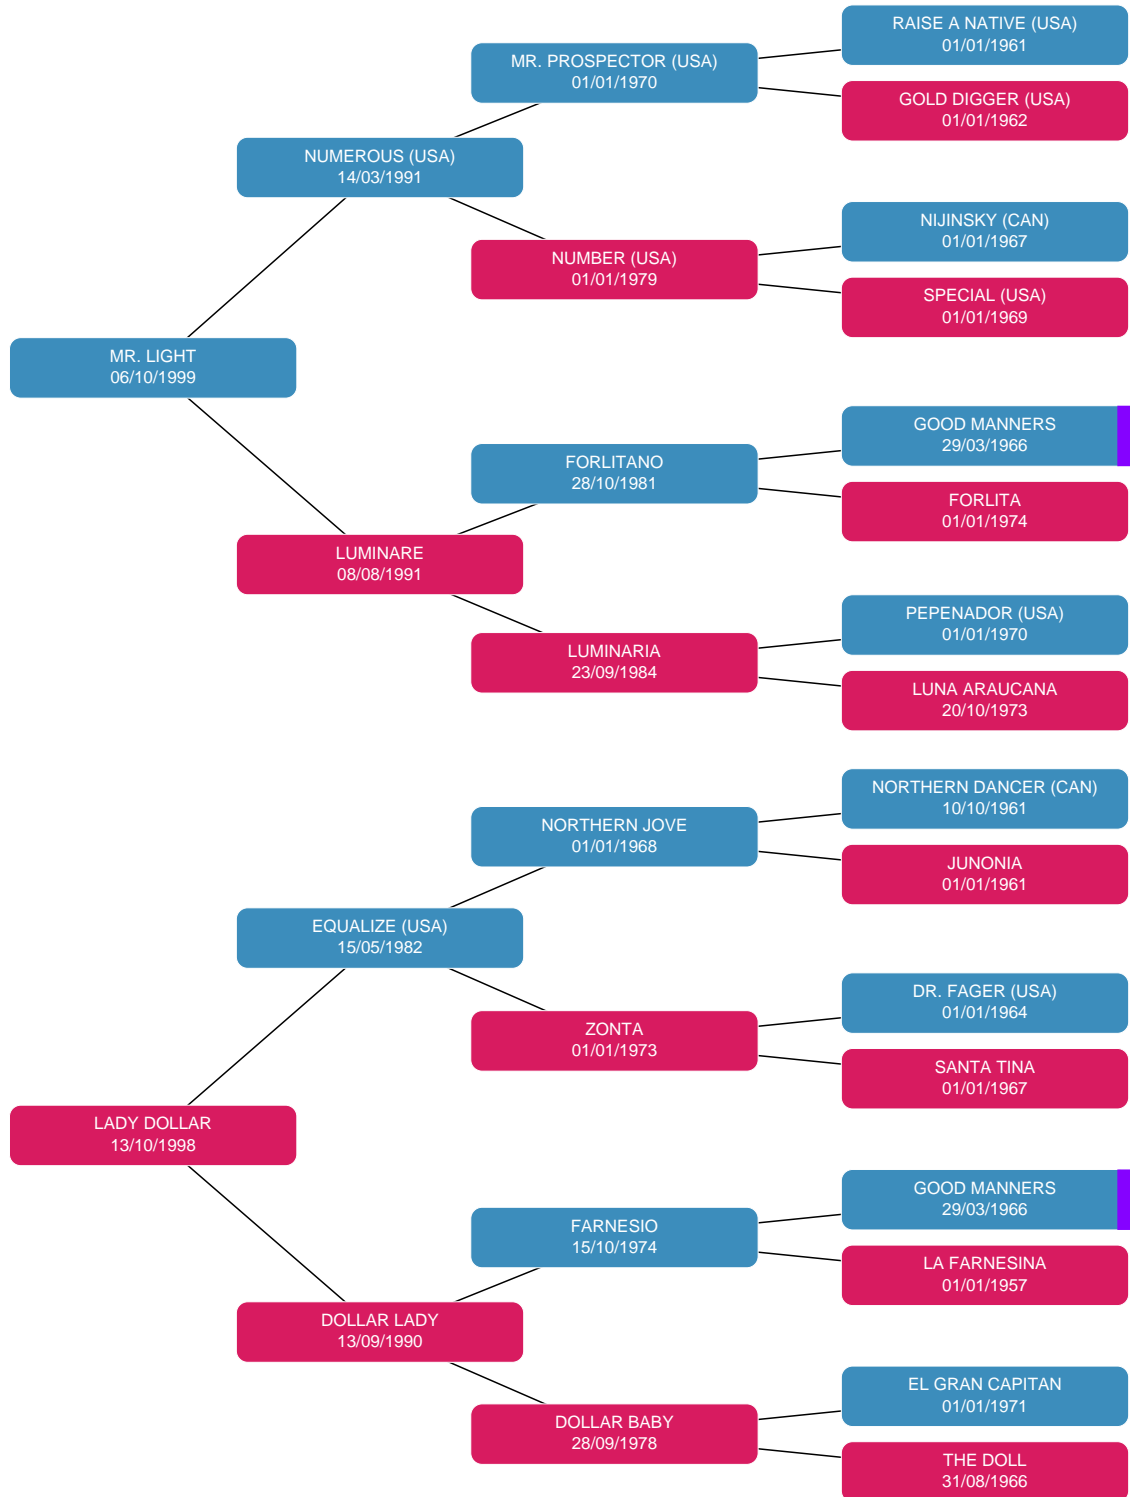 RAISE A NATIVE (USA)
01/01/1961
MR. PROSPECTOR (USA)
01/01/1970
GOLD DIGGER (USA)
01/01/1962
NUMEROUS (USA)
14/03/1991
NIJINSKY (CAN)
01/01/1967
NUMBER (USA)
01/01/1979
SPECIAL (USA)
01/01/1969
MR. LIGHT
06/10/1999
GOOD MANNERS
29/03/1966
FORLITANO
28/10/1981
FORLITA
01/01/1974
LUMINARE
08/08/1991
PEPENADOR (USA)
01/01/1970
LUMINARIA
23/09/1984
LUNA ARAUCANA
20/10/1973
NORTHERN DANCER (CAN)
10/10/1961
NORTHERN JOVE
01/01/1968
JUNONIA
01/01/1961
EQUALIZE (USA)
15/05/1982
DR. FAGER (USA)
01/01/1964
ZONTA
01/01/1973
SANTA TINA
01/01/1967
LADY DOLLAR
13/10/1998
GOOD MANNERS
29/03/1966
FARNESIO
15/10/1974
LA FARNESINA
01/01/1957
DOLLAR LADY
13/09/1990
EL GRAN CAPITAN
01/01/1971
DOLLAR BABY
28/09/1978
THE DOLL
31/08/1966